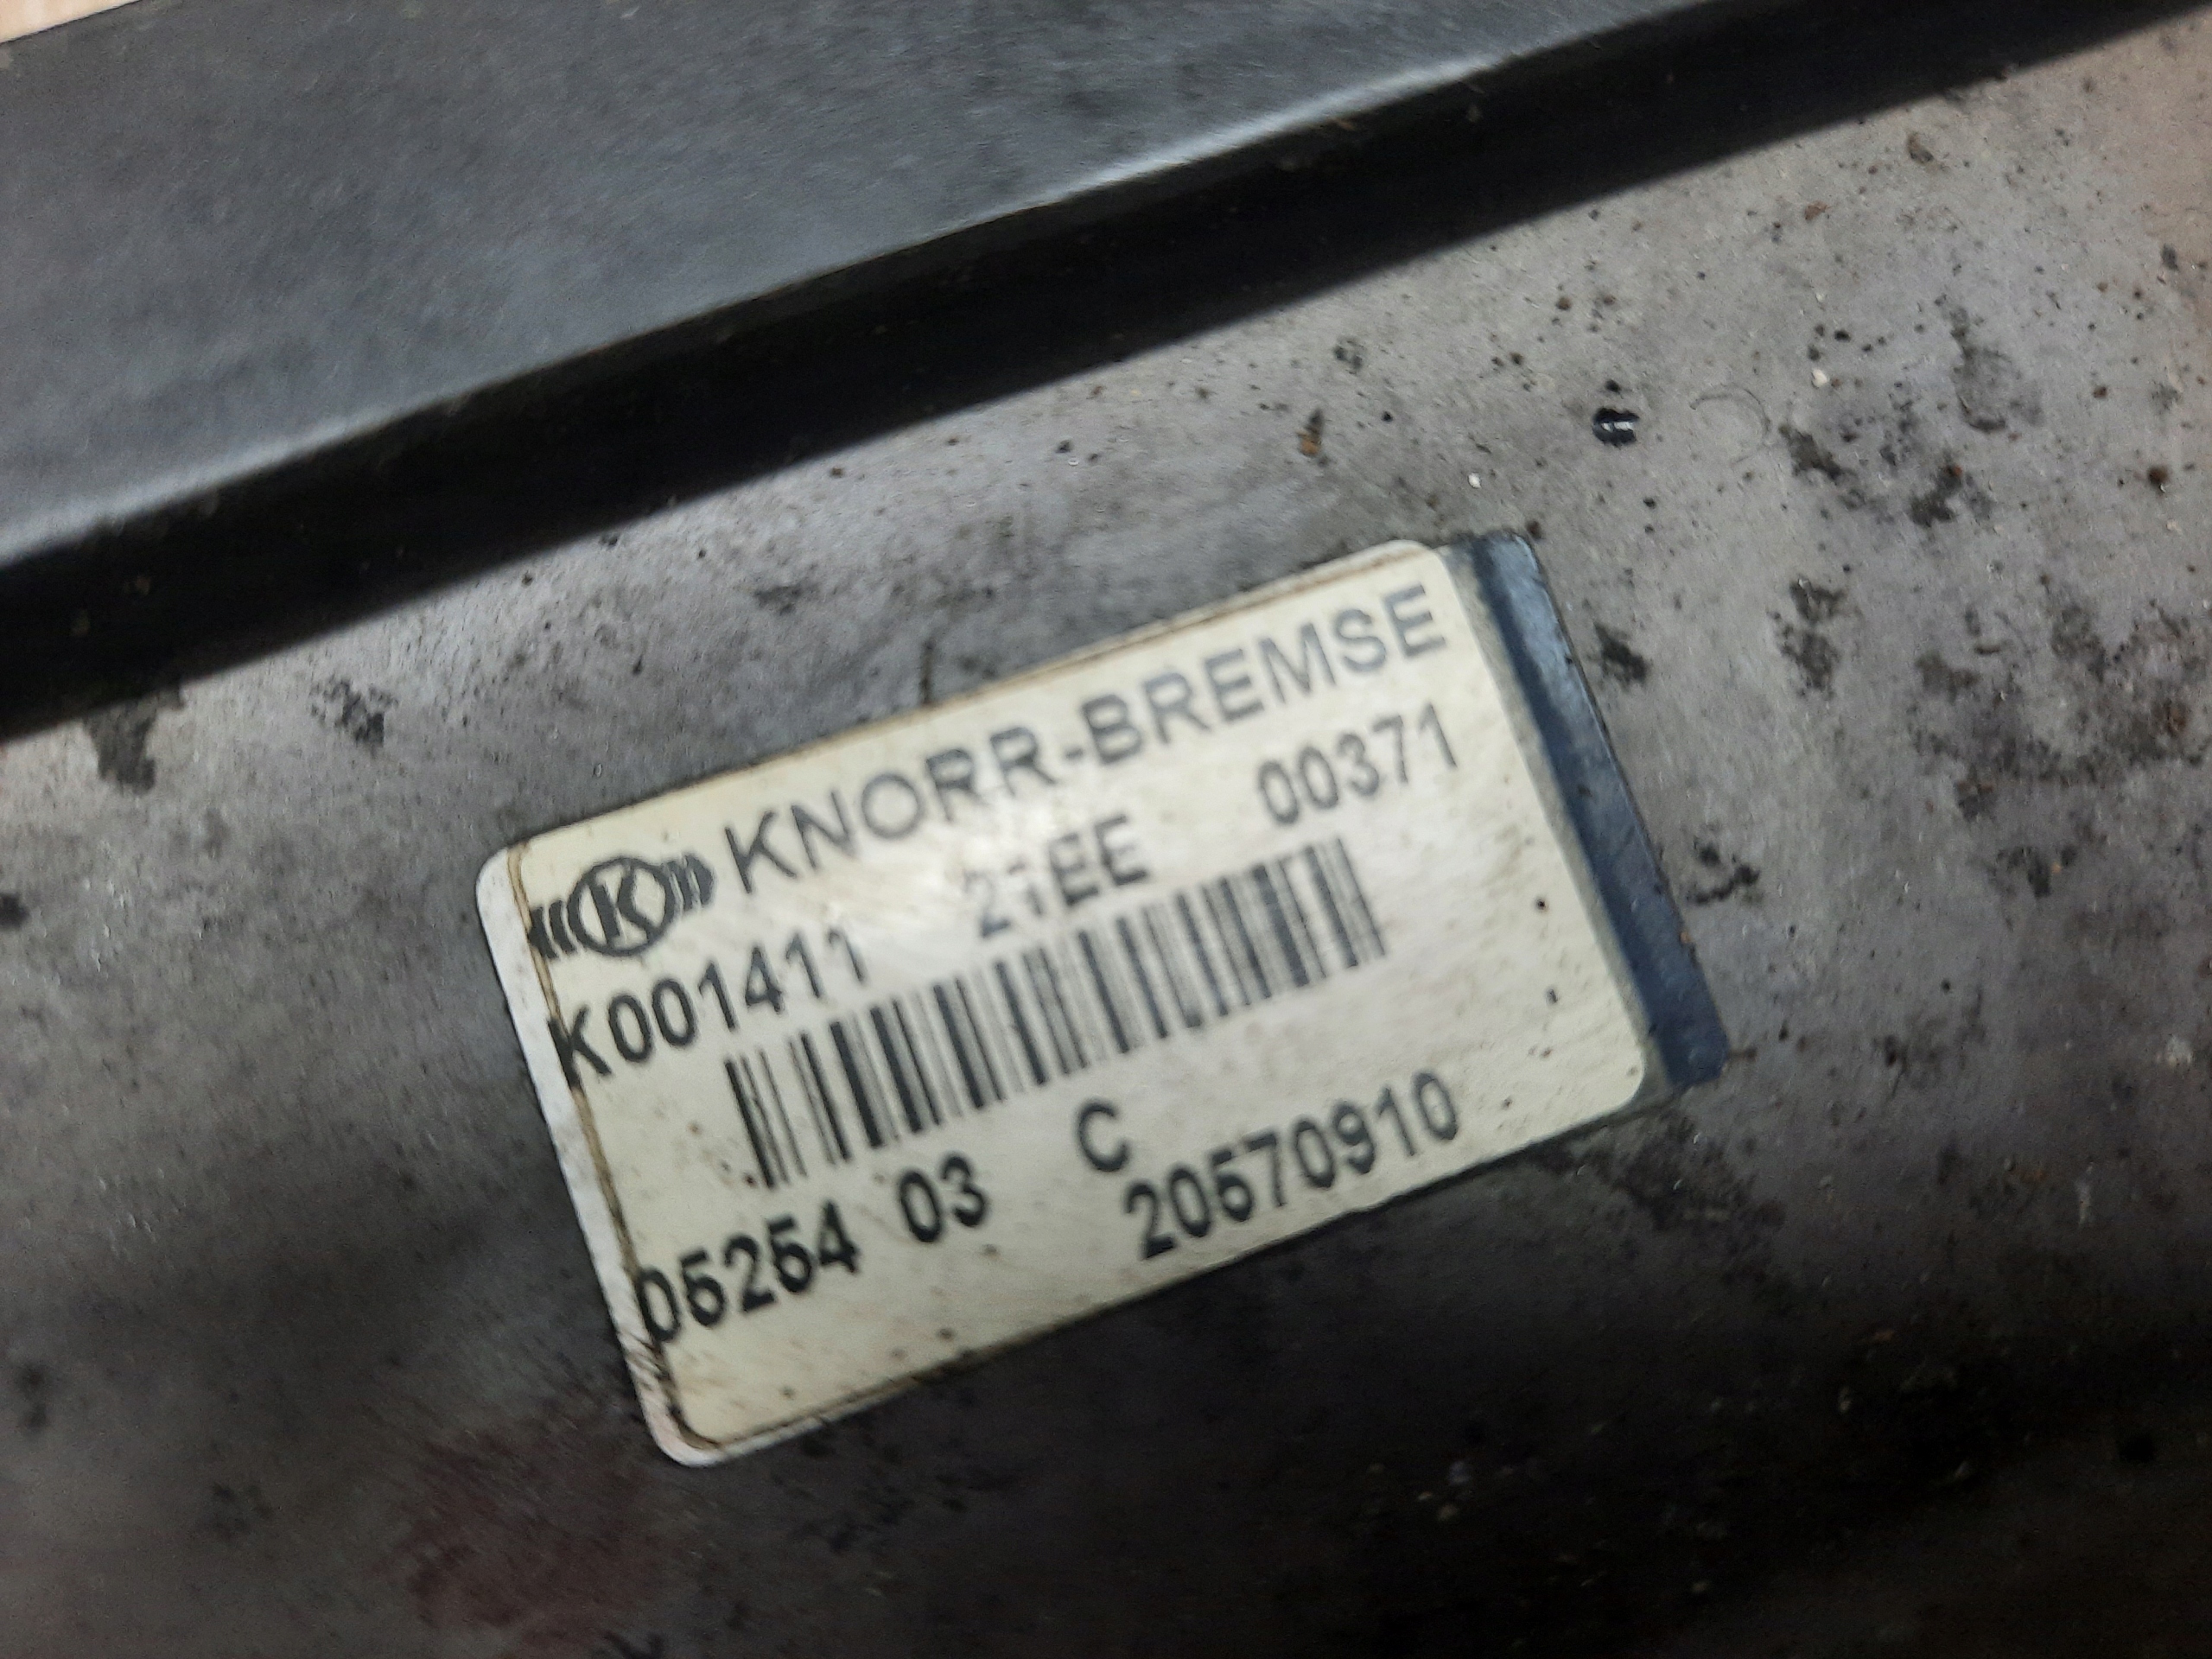 K KNORR-BREMSE
K001411 21EE 00371
C
05254 03 20570910